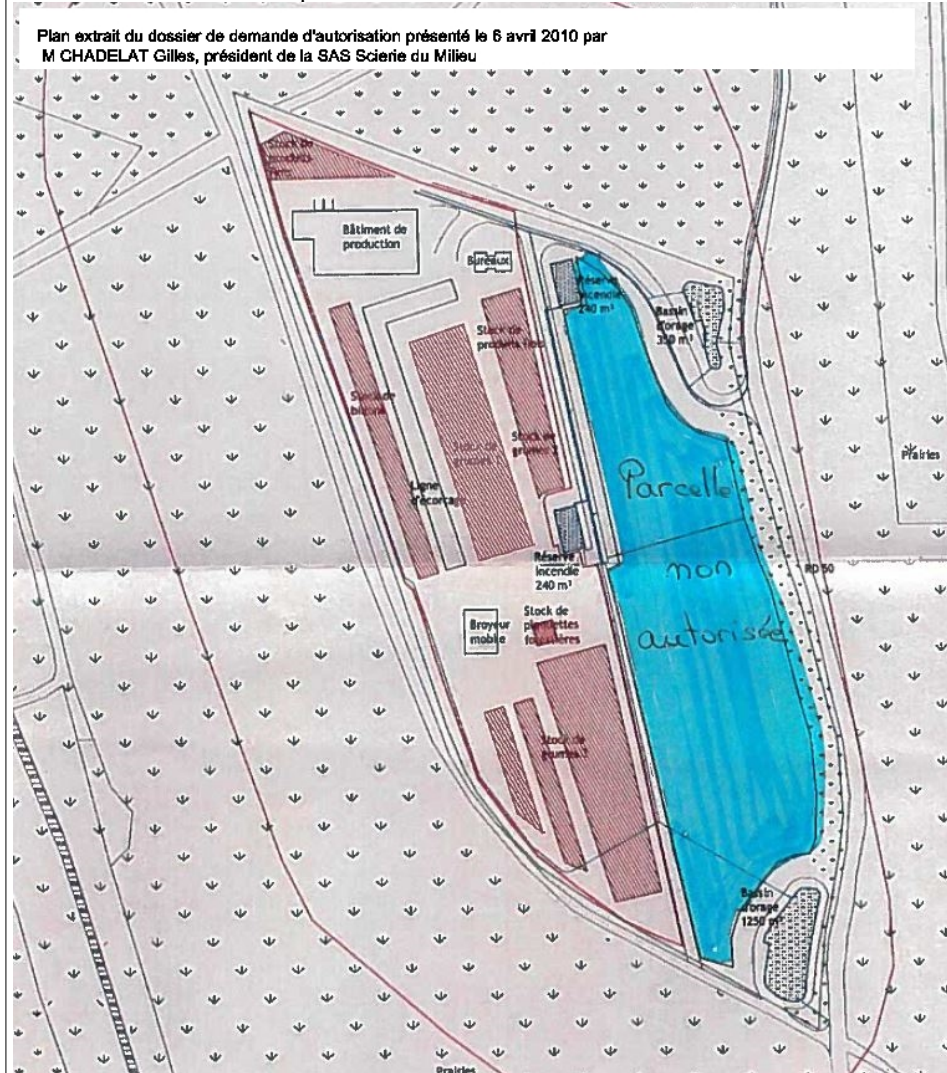 Plan extrait du dossier de demande d'autorisation présenté le 6 avril 2010 par
M CHADELAT Gilles, président de la SAS Scierie du Milieu
Stock de
produits
Bâtiment de
production
Bureaux
Réserve
incendie
240 m³
Bassin
d'orage
350 m³
Stock de
produits finis
Stock de
billons
Stock de
grumes 1
Stock de
grumes 2
Parcelle
non
autorisée
Prairies
Ligne
d'écorçage
Réserve
incendie
240 m³
RD 50
Broyeur
mobile
Stock de
plaquettes
forestières
Stock de
grumes 3
Bassin
d'orage
1250 m³
Prairies